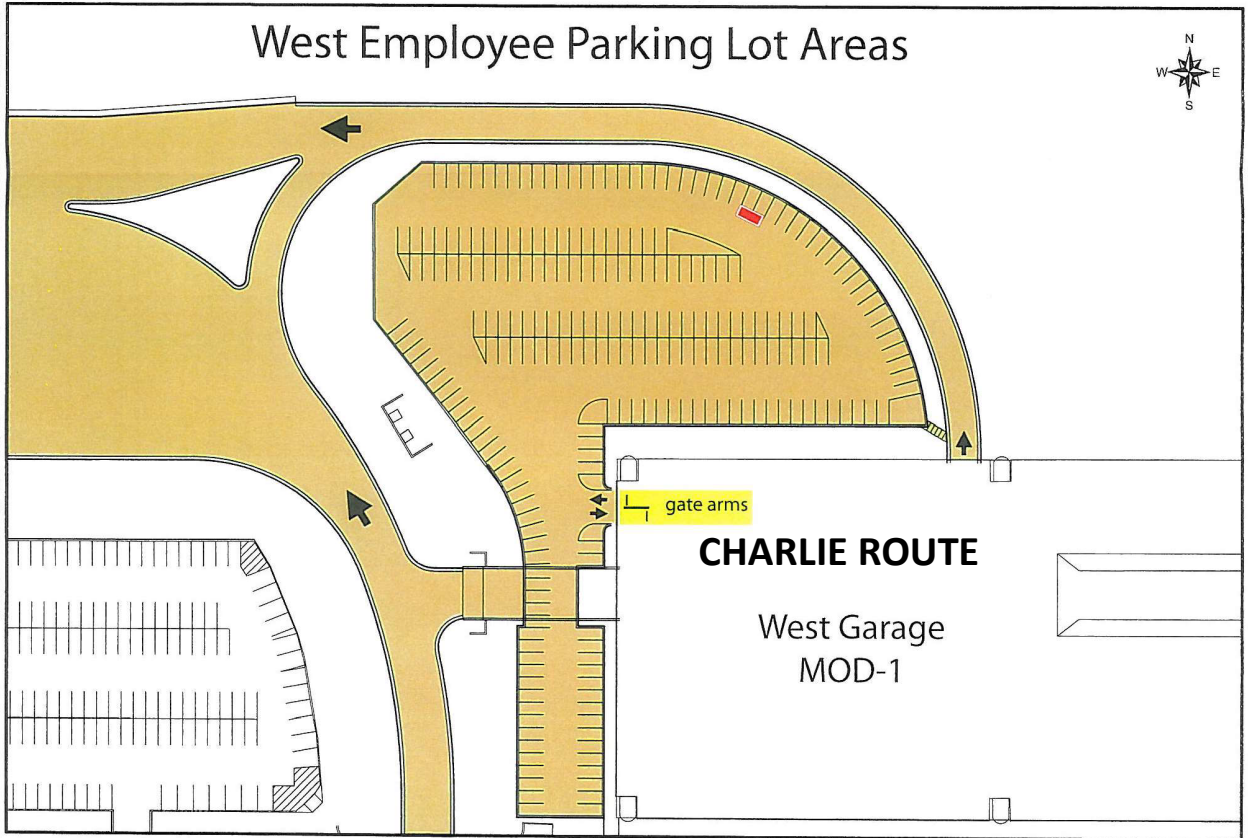 West Employee Parking Lot Areas
N
W E
S
gate arms
CHARLIE ROUTE
West Garage
MOD-1